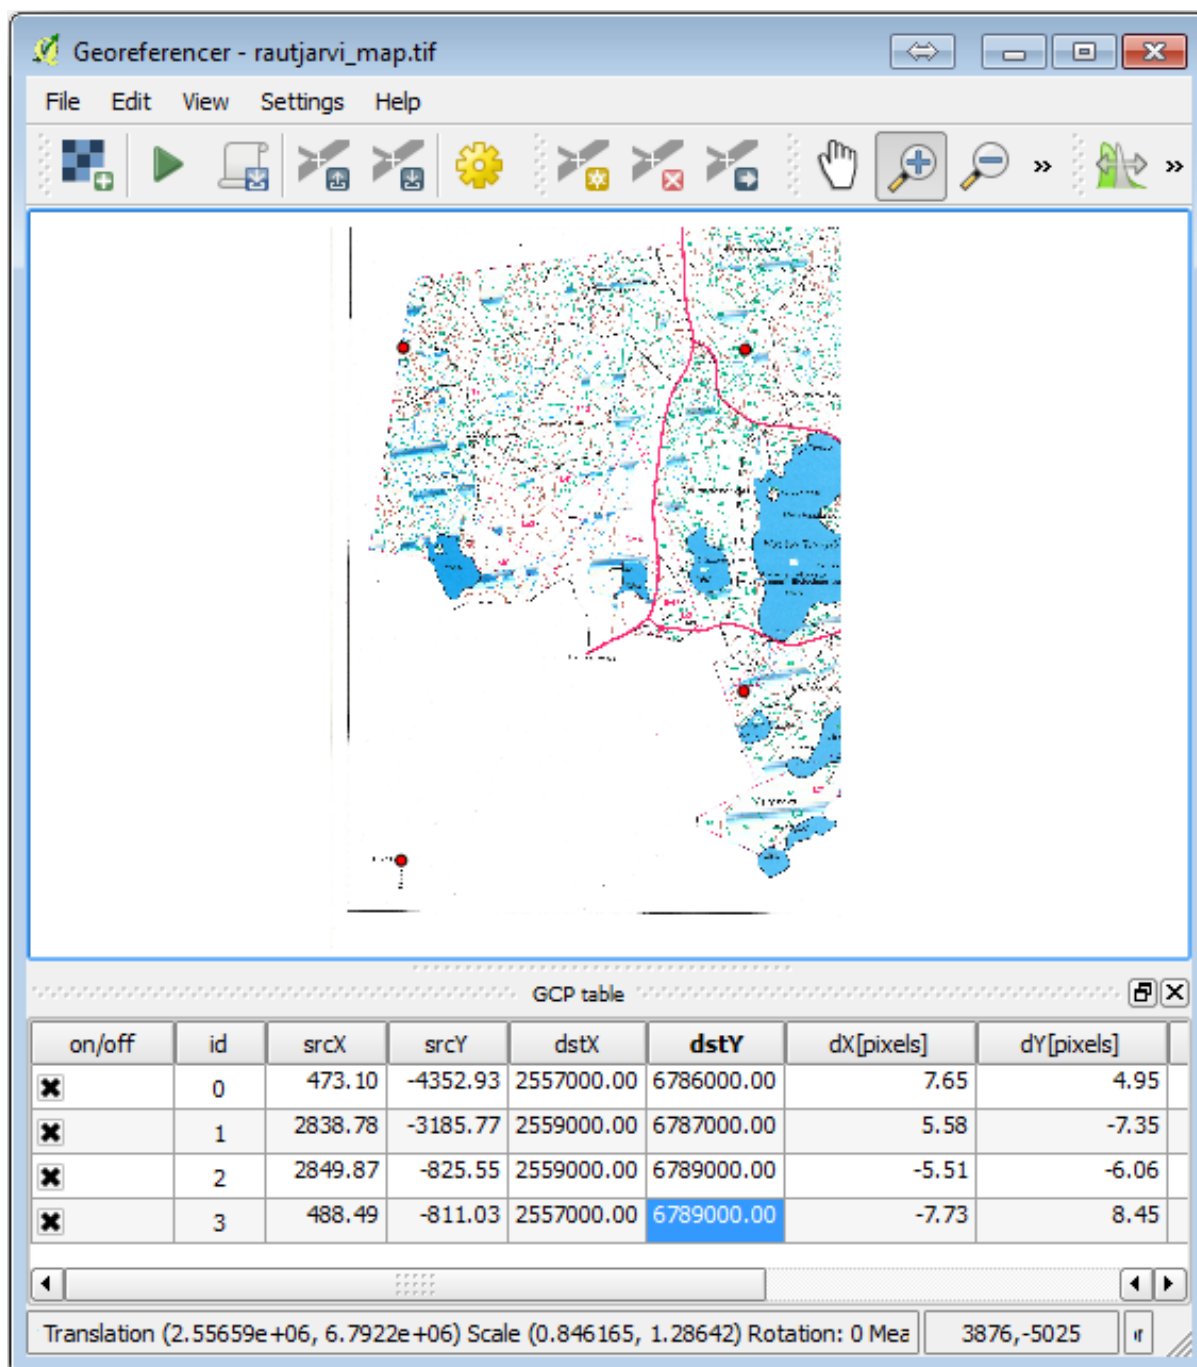 Georeferencer - rautjarvi_map.tif
File Edit View Settings Help
» »
GCP table
on/off id srcX srcY dstX dstY dX[pixels] dY[pixels]
0 473.10 -4352.93 2557000.00 6786000.00 7.65 4.95
1 2838.78 -3185.77 2559000.00 6787000.00 5.58 -7.35
2 2849.87 -825.55 2559000.00 6789000.00 -5.51 -6.06
3 488.49 -811.03 2557000.00 6789000.00 -7.73 8.45
Translation (2.55659e+06, 6.7922e+06) Scale (0.846165, 1.28642) Rotation: 0 Mea 3876,-5025